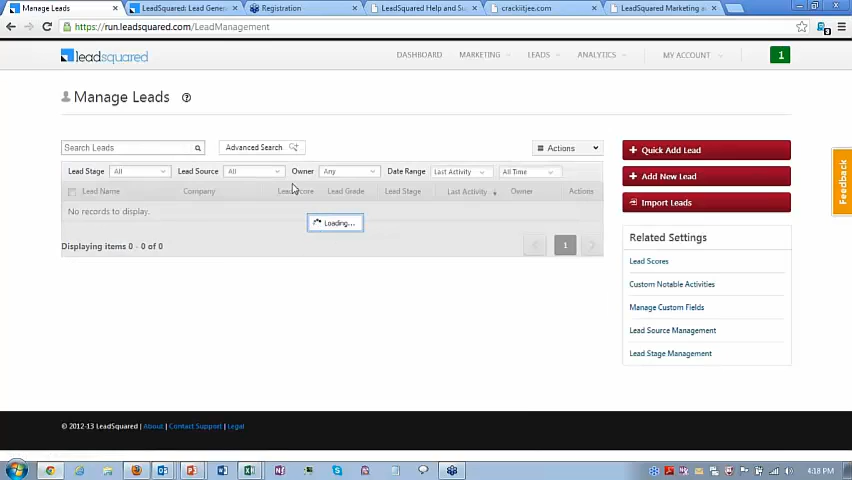 Manage Leads
LeadSquared: Lead Gener
Registration
LeadSquared Help and Su
crackiitjee.com
LeadSquared Marketing a
https://run.leadsquared.com/LeadManagement
leadsquared
DASHBOARD
MARKETING
LEADS
ANALYTICS
MY ACCOUNT
1
Manage Leads
Search Leads
Advanced Search
Actions
Lead Stage All
Lead Source All
Owner Any
Date Range Last Activity All Time
Lead Name Company Lead Score Lead Grade Lead Stage Last Activity Owner Actions
No records to display.
Loading...
Displaying items 0 - 0 of 0
1
Quick Add Lead
Add New Lead
Import Leads
Related Settings
Lead Scores
Custom Notable Activities
Manage Custom Fields
Lead Source Management
Lead Stage Management
Feedback
© 2012-13 LeadSquared | About | Contact Support | Legal
4:18 PM